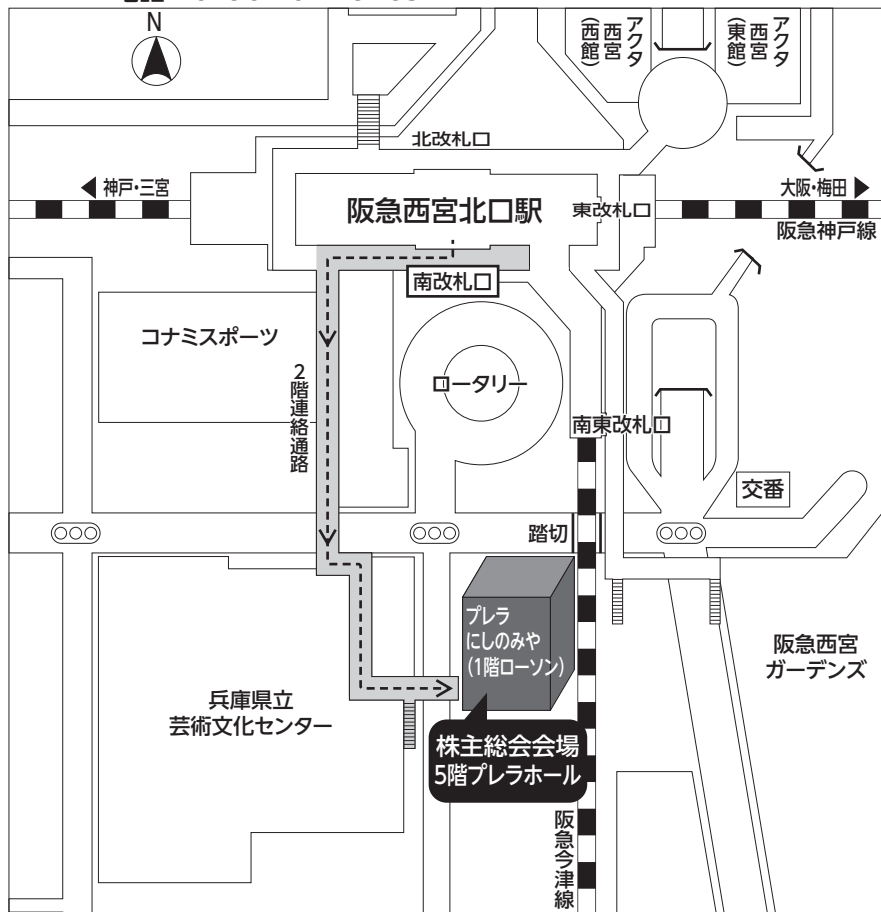 N
アクタ
西宮
(西館)
アクタ
西宮
(東館)
北改札口
神戸・三宮
阪急西宮北口駅
東改札口
大阪・梅田
阪急神戸線
南改札口
コナミスポーツ
2階連絡通路
ロータリー
南東改札口
交番
踏切
プレラ
にしのみや
(1階ローソン)
阪急西宮
ガーデンズ
兵庫県立
芸術文化センター
株主総会会場
5階プレラホール
阪急今津線